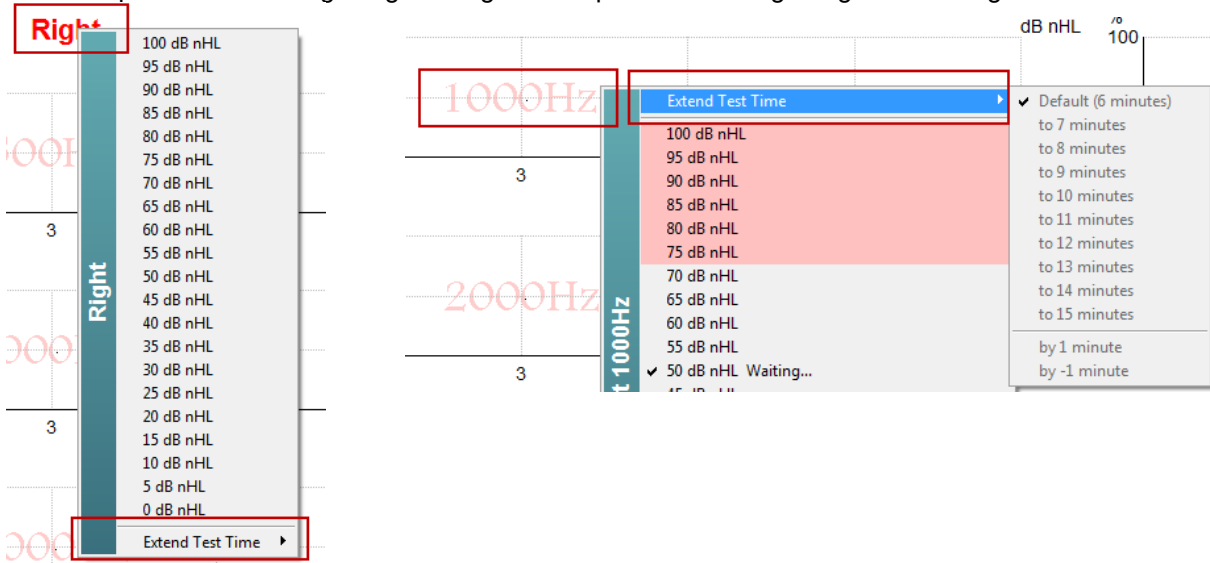 Right
100 dB nHL
95 dB nHL
90 dB nHL
85 dB nHL
80 dB nHL
75 dB nHL
70 dB nHL
65 dB nHL
60 dB nHL
55 dB nHL
50 dB nHL
45 dB nHL
40 dB nHL
35 dB nHL
30 dB nHL
25 dB nHL
20 dB nHL
15 dB nHL
10 dB nHL
5 dB nHL
0 dB nHL
Extend Test Time
Right
3
3
dB nHL
%
100
1000Hz
3
2000Hz
3
Extend Test Time
100 dB nHL
95 dB nHL
90 dB nHL
85 dB nHL
80 dB nHL
75 dB nHL
70 dB nHL
65 dB nHL
60 dB nHL
55 dB nHL
50 dB nHL Waiting...
1000Hz
Default (6 minutes)
to 7 minutes
to 8 minutes
to 9 minutes
to 10 minutes
to 11 minutes
to 12 minutes
to 13 minutes
to 14 minutes
to 15 minutes
by 1 minute
by -1 minute